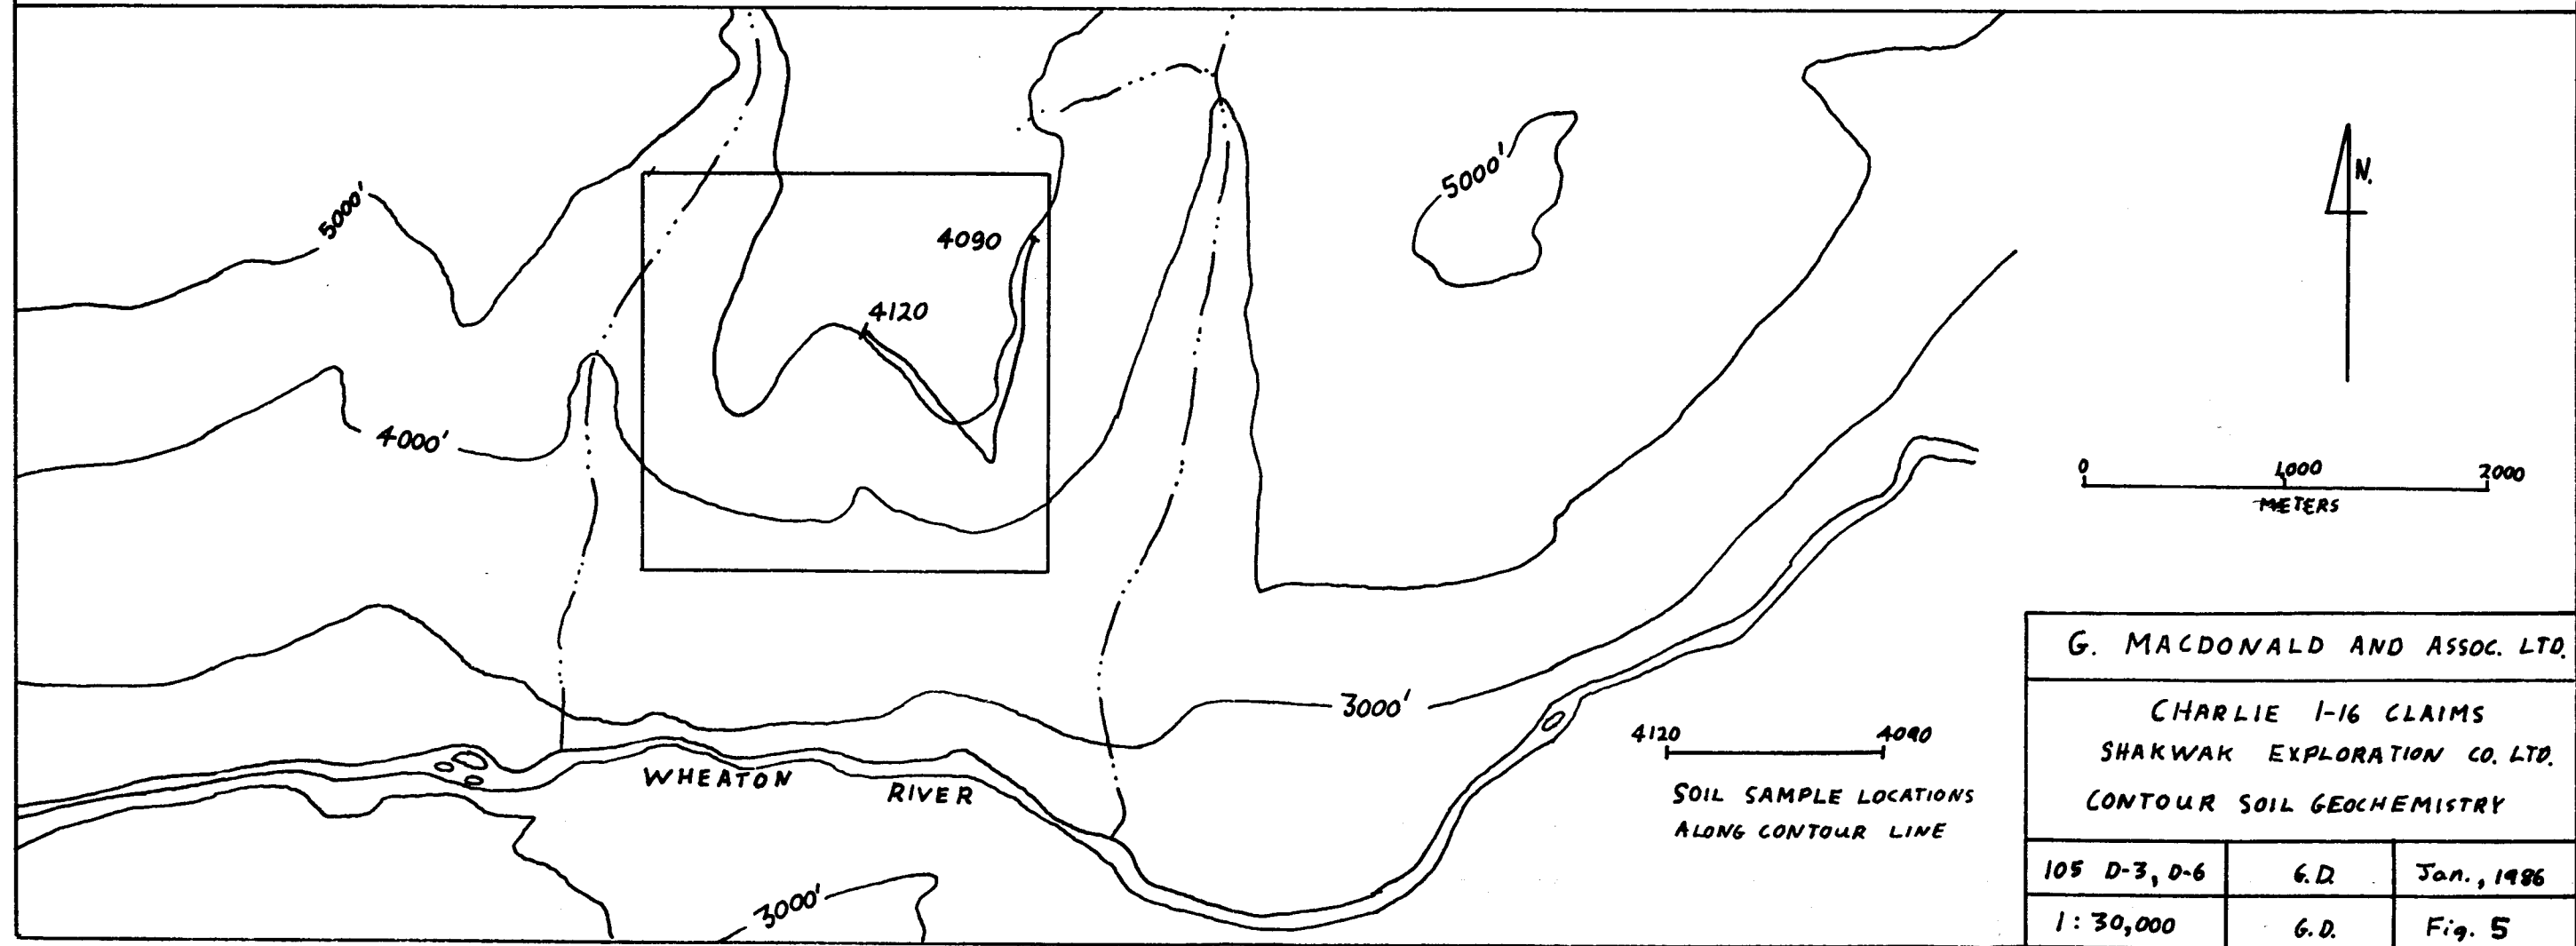 5000'
5000'
N.
4090
4120
4000'
0 1000 2000
METERS
3000'
4120 4090
WHEATON RIVER
SOIL SAMPLE LOCATIONS
ALONG CONTOUR LINE
3000'
G. MACDONALD AND ASSOC. LTD.
CHARLIE 1-16 CLAIMS
SHAKWAK EXPLORATION CO. LTD.
CONTOUR SOIL GEOCHEMISTRY
105 D-3, D-6 G.D. Jan., 1986
1:30,000 G.D. Fig. 5